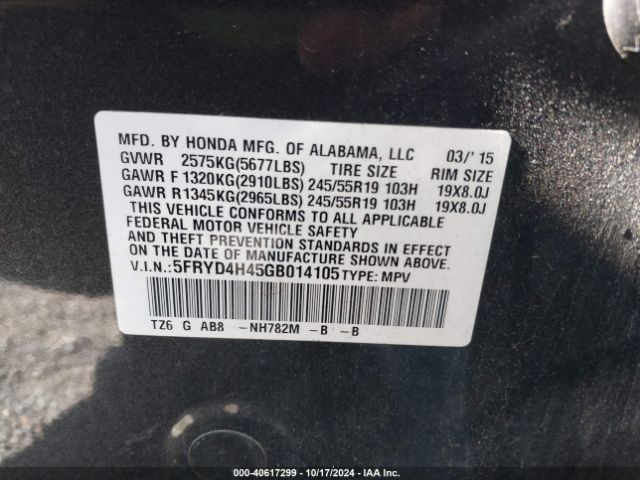 MFD. BY HONDA MFG. OF ALABAMA, LLC 03/' 15
GVWR 2575KG(5677LBS) TIRE SIZE RIM SIZE
GAWR F 1320KG(2910LBS) 245/55R19 103H 19X8.0J
GAWR R1345KG(2965LBS) 245/55R19 103H 19X8.0J
THIS VEHICLE CONFORMS TO ALL APPLICABLE
FEDERAL MOTOR VEHICLE SAFETY
AND THEFT PREVENTION STANDARDS IN EFFECT
ON THE DATE OF MANUFACTURE SHOWN ABOVE.
V.I.N.:5FRYD4H45GB014105 TYPE: MPV
TZ6 G AB8 -NH782M -B -B
000-40617299 - 10/17/2024 - IAA Inc.